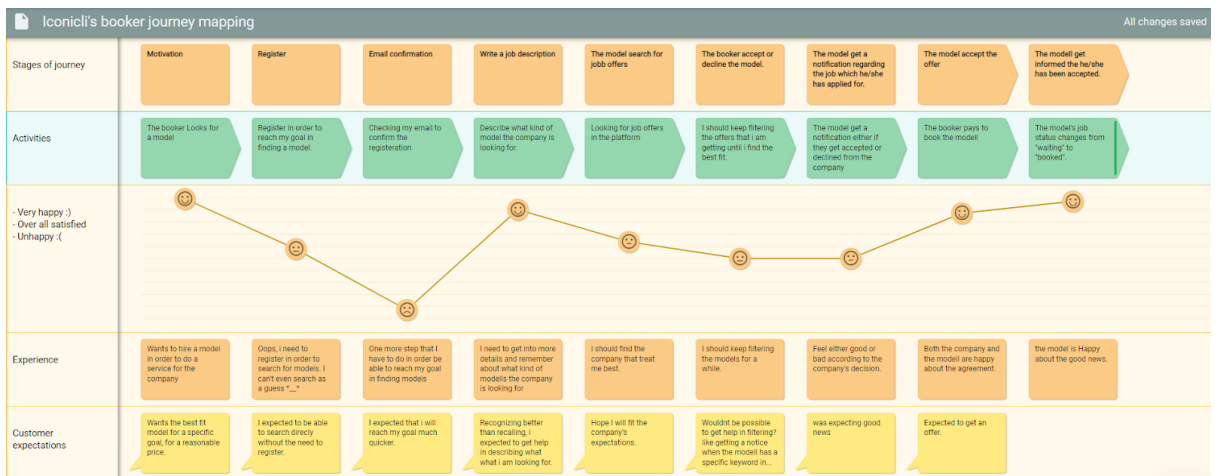 Iconicli's booker journey mapping
All changes saved
Stages of journey
Motivation
Register
Email confirmation
Write a job description
The model search for
jobb offers
The booker accept or
decline the model.
The model get a
notification regarding
the job which he/she
has applied for.
The model accept the
offer
The modell get
informed the he/she
has been accepted.
Activities
The booker Looks for
a model
Register in order to
reach my goal in
finding a model.
Checking my email to
confirm the
registeration
Describe what kind of
model the company is
looking for.
Looking for job offers
in the platform
I should keep filtering
the offers that i am
getting until i find the
best fit.
The model get a
notification either if
they get accepted or
declined from the
company
The booker pays to
book the modell
The model's job
status changes from
"waiting" to
"booked".
- Very happy :)
- Over all satisfied
- Unhappy :(
Experience
Wants to hire a model
in order to do a
service for the
company
Oops, i need to
register in order to
search for models. I
can't even search as
a guess *__*
One more step that I
have to do in order be
able to reach my goal
in finding models
I need to get into more
details and remember
about what kind of
modells the company
is looking for
I should find the
company that treat
me best.
I should keep filtering
the models for a
while.
Feel either good or
bad according to the
company's decision.
Both the company and
the modell are happy
about the agreement.
the model is Happy
about the good news.
Customer
expectations
Wants the best fit
model for a specific
goal, for a reasonable
price.
I expected to be able
to search direcly
without the need to
register.
I expected that i will
reach my goal much
quicker.
Recognizing better
than recalling, i
expected to get help
in describing what
what i am looking for.
Hope I will fit the
company's
expectations.
Wouldnt be possible
to get help in filtering?
like getting a notice
when the modell has a
specific keyword in...
was expecting good
news
Expected to get an
offer.